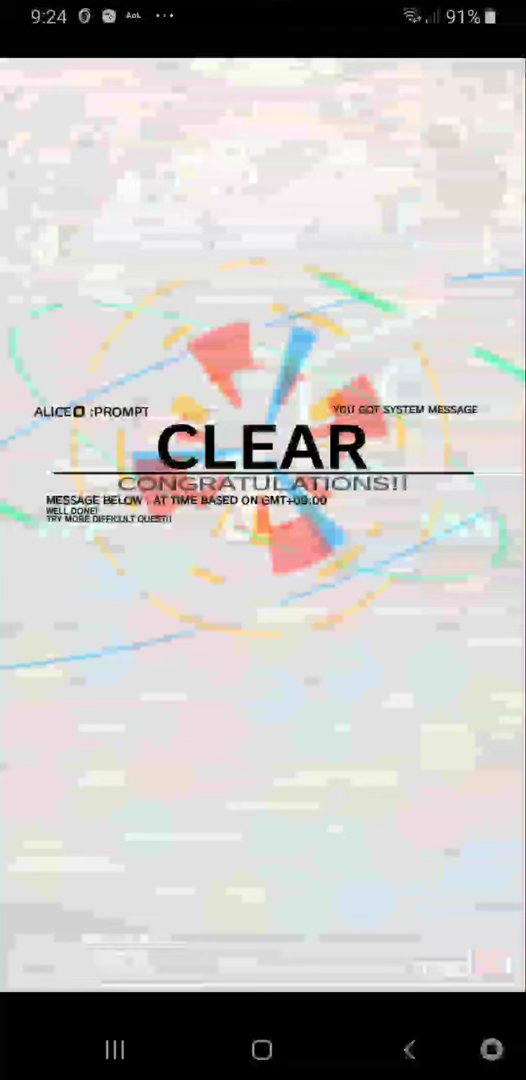 9:24 AOL 91%
ALICE :PROMPT
YOU GOT SYSTEM MESSAGE
CLEAR
CONGRATULATIONS!!
MESSAGE BELOW : AT TIME BASED ON GMT+09:00
WELL DONE!
TRY MORE DIFFICULT QUEST!!